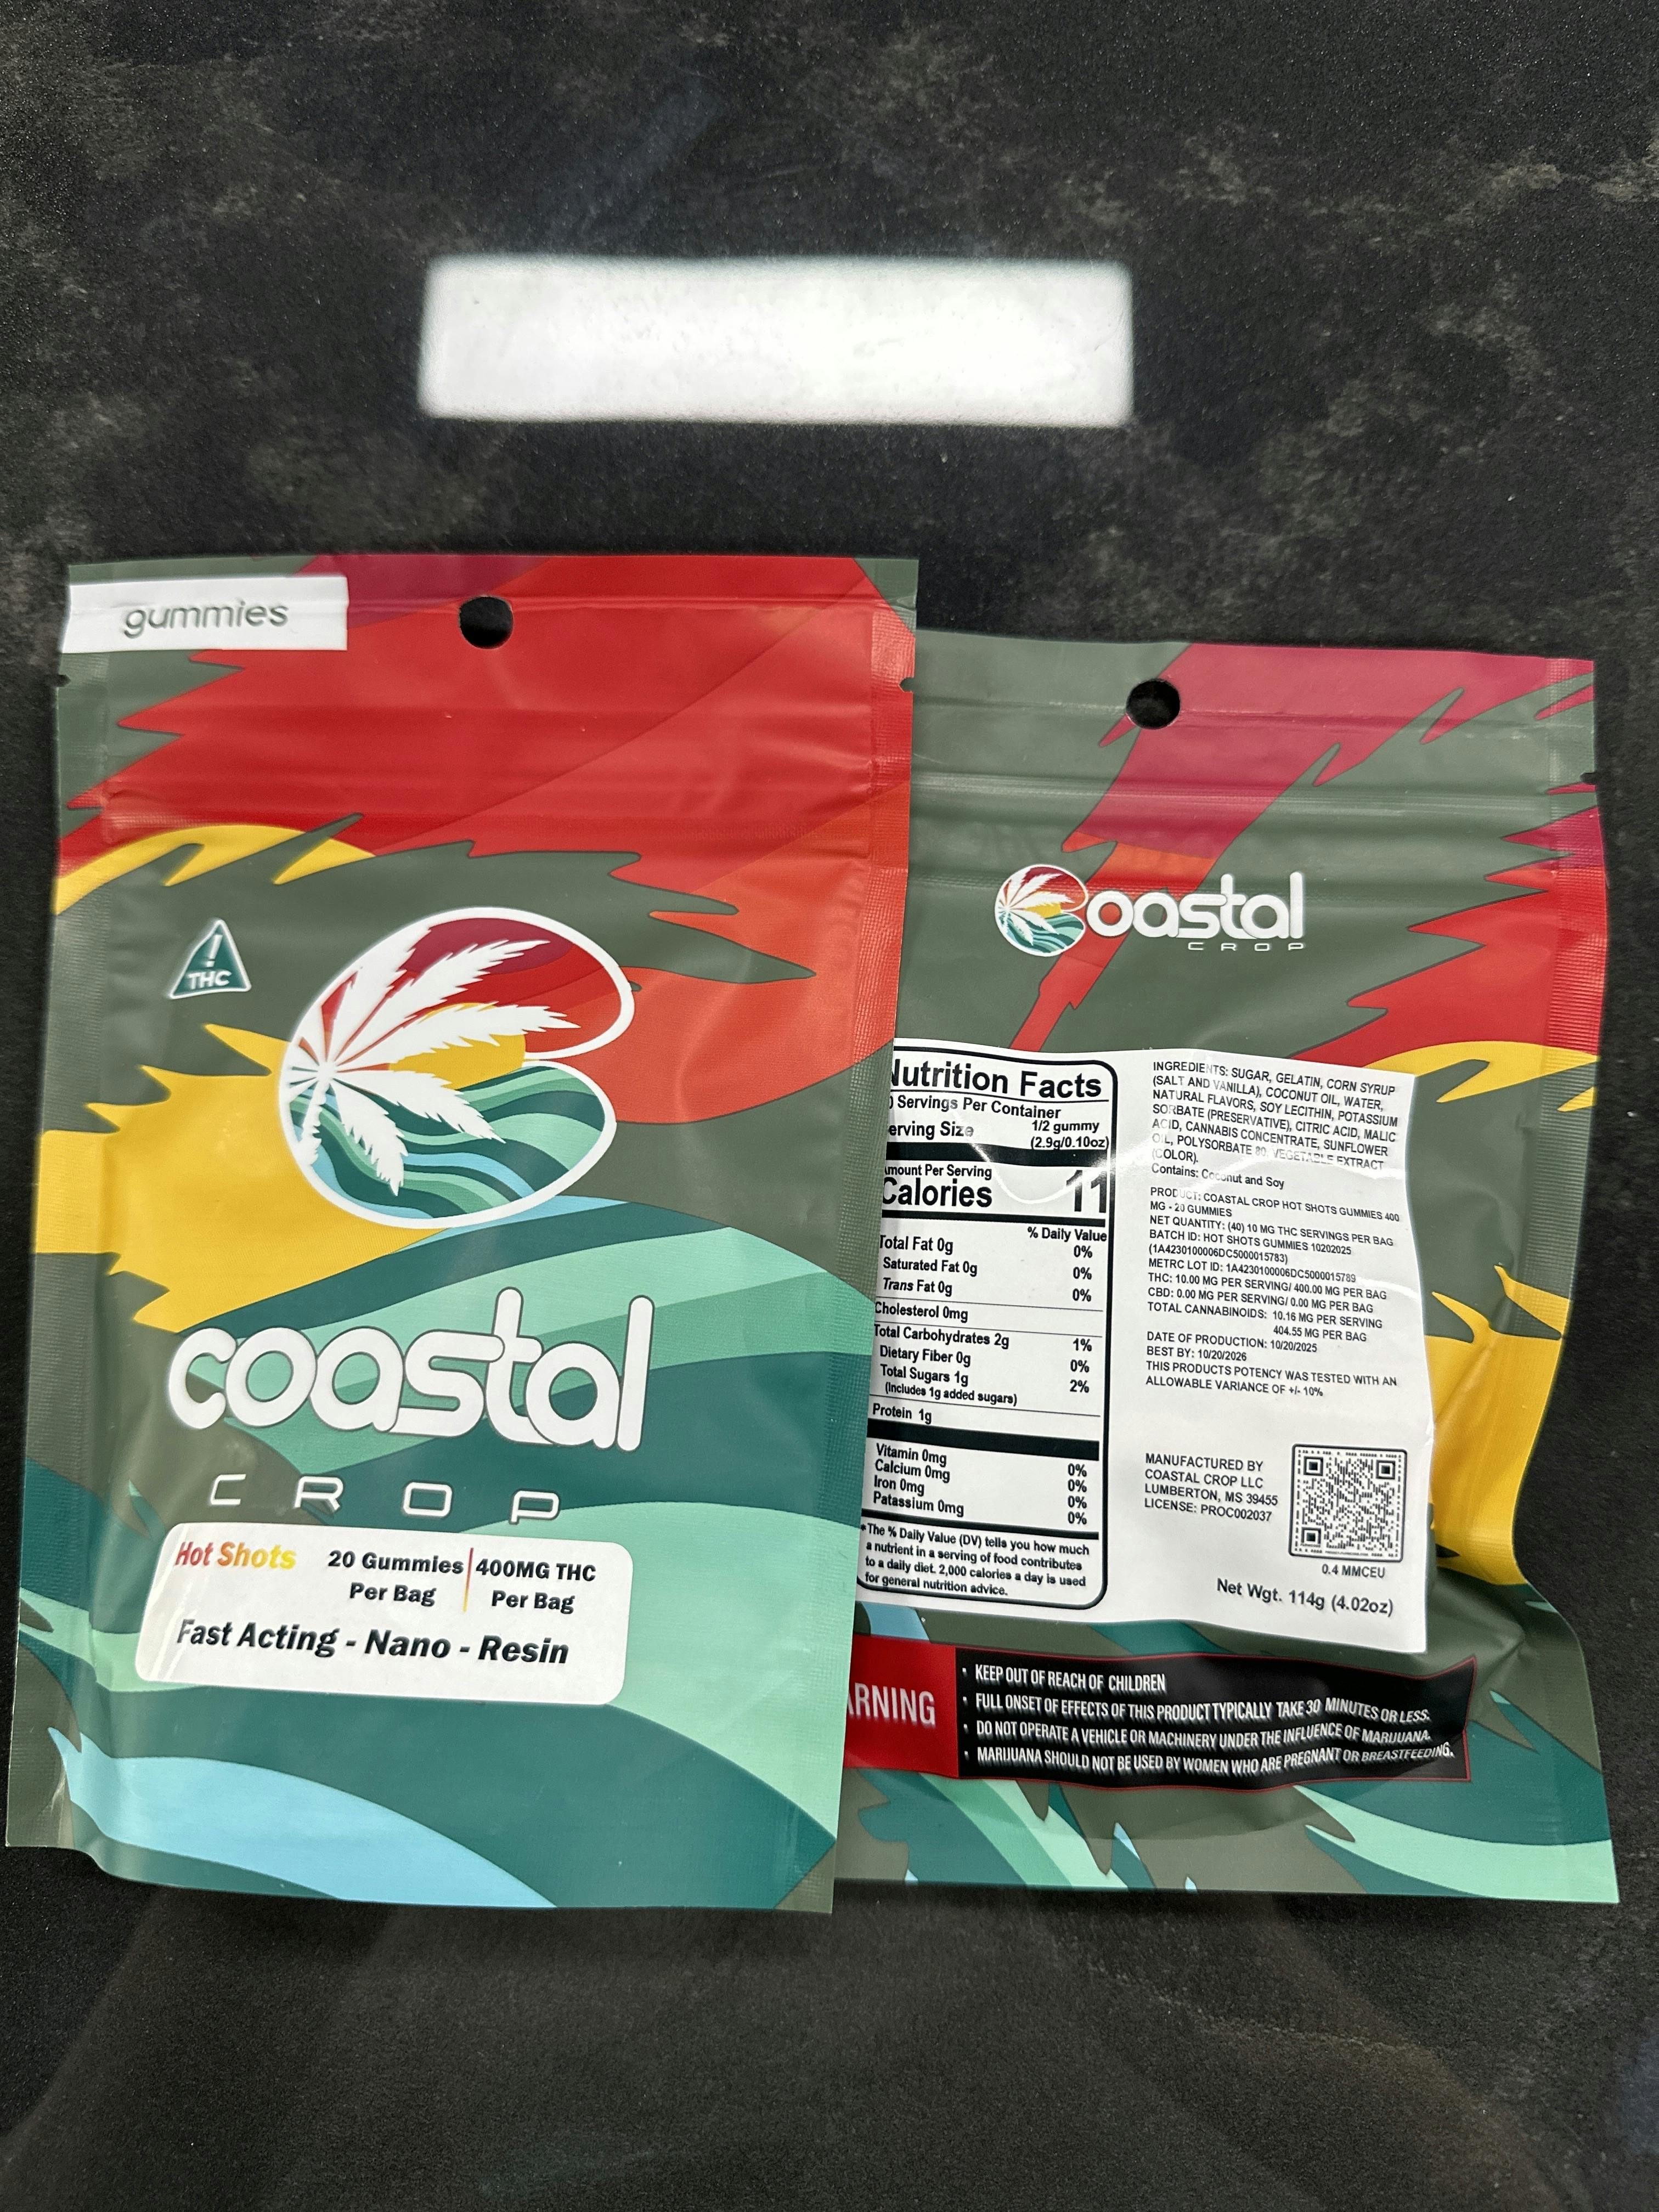 gummies
! THC
coastal
CROP
Hot Shots 20 Gummies 400MG THC
Per Bag Per Bag
Fast Acting - Nano - Resin
Coastal
CROP
Nutrition Facts
Servings Per Container
Serving Size 1/2 gummy
(2.9g/0.10oz)
Amount Per Serving
Calories 11
% Daily Value
Total Fat 0g 0%
Saturated Fat 0g 0%
Trans Fat 0g 0%
Cholesterol 0mg
Total Carbohydrates 2g 1%
Dietary Fiber 0g 0%
Total Sugars 1g 2%
(Includes 1g added sugars)
Protein 1g
Vitamin 0mg 0%
Calcium 0mg 0%
Iron 0mg 0%
Patassium 0mg 0%
*The % Daily Value (DV) tells you how much
a nutrient in a serving of food contributes
to a daily diet. 2,000 calories a day is used
for general nutrition advice.
INGREDIENTS: SUGAR, GELATIN, CORN SYRUP
(SALT AND VANILLA), COCONUT OIL, WATER,
NATURAL FLAVORS, SOY LECITHIN, POTASSIUM
SORBATE (PRESERVATIVE), CITRIC ACID, MALIC
ACID, CANNABIS CONCENTRATE, SUNFLOWER
OIL, POLYSORBATE 80, VEGETABLE EXTRACT
(COLOR).
Contains: Coconut and Soy
PRODUCT: COASTAL CROP HOT SHOTS GUMMIES 400
MG - 20 GUMMIES
NET QUANTITY: (40) 10 MG THC SERVINGS PER BAG
BATCH ID: HOT SHOTS GUMMIES 10202025
(1A4230100006DC5000015783)
METRC LOT ID: 1A4230100006DC5000015789
THC: 10.00 MG PER SERVING/ 400.00 MG PER BAG
CBD: 0.00 MG PER SERVING/ 0.00 MG PER BAG
TOTAL CANNABINOIDS: 10.16 MG PER SERVING
404.55 MG PER BAG
DATE OF PRODUCTION: 10/20/2025
BEST BY: 10/20/2026
THIS PRODUCTS POTENCY WAS TESTED WITH AN
ALLOWABLE VARIANCE OF +/- 10%
MANUFACTURED BY
COASTAL CROP LLC
LUMBERTON, MS 39455
LICENSE: PROC002037
0.4 MMCEU
Net Wgt. 114g (4.02oz)
ARNING
• KEEP OUT OF REACH OF CHILDREN
• FULL ONSET OF EFFECTS OF THIS PRODUCT TYPICALLY TAKE 30 MINUTES OR LESS.
• DO NOT OPERATE A VEHICLE OR MACHINERY UNDER THE INFLUENCE OF MARIJUANA.
• MARIJUANA SHOULD NOT BE USED BY WOMEN WHO ARE PREGNANT OR BREASTFEEDING.